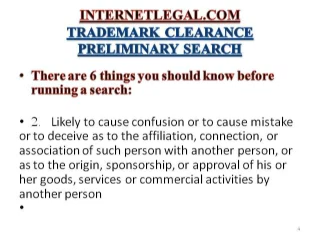 INTERNETLEGAL.COM
TRADEMARK CLEARANCE
PRELIMINARY SEARCH
• There are 6 things you should know before
running a search:
• 2. Likely to cause confusion or to cause mistake
or to deceive as to the affiliation, connection, or
association of such person with another person, or
as to the origin, sponsorship, or approval of his or
her goods, services or commercial activities by
another person
•